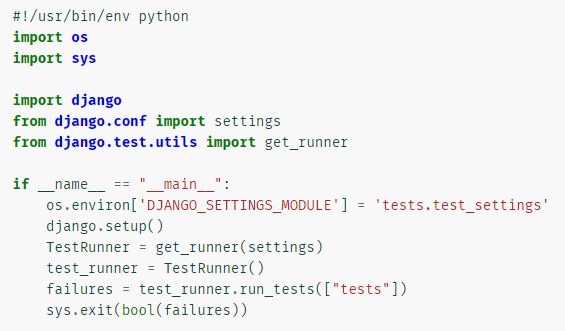 #!/usr/bin/env python
import os
import sys

import django
from django.conf import settings
from django.test.utils import get_runner

if __name__ == "__main__":
    os.environ['DJANGO_SETTINGS_MODULE'] = 'tests.test_settings'
    django.setup()
    TestRunner = get_runner(settings)
    test_runner = TestRunner()
    failures = test_runner.run_tests(["tests"])
    sys.exit(bool(failures))